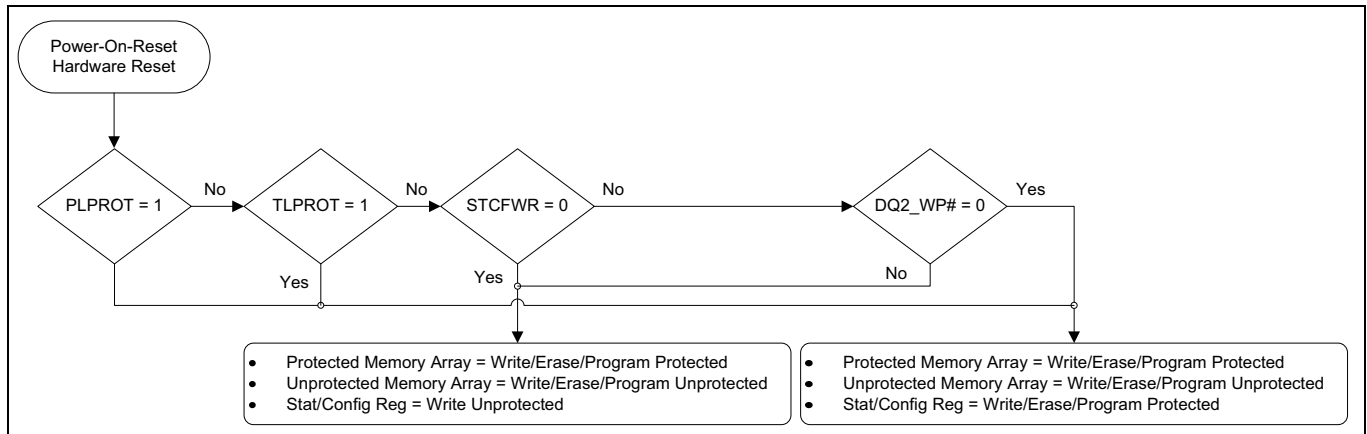 Power-On-Reset
Hardware Reset
PLPROT = 1
No
TLPROT = 1
No
STCFWR = 0
No
DQ2_WP# = 0
Yes
Yes
Yes
No
• Protected Memory Array = Write/Erase/Program Protected
• Unprotected Memory Array = Write/Erase/Program Unprotected
• Stat/Config Reg = Write Unprotected
• Protected Memory Array = Write/Erase/Program Protected
• Unprotected Memory Array = Write/Erase/Program Unprotected
• Stat/Config Reg = Write/Erase/Program Protected